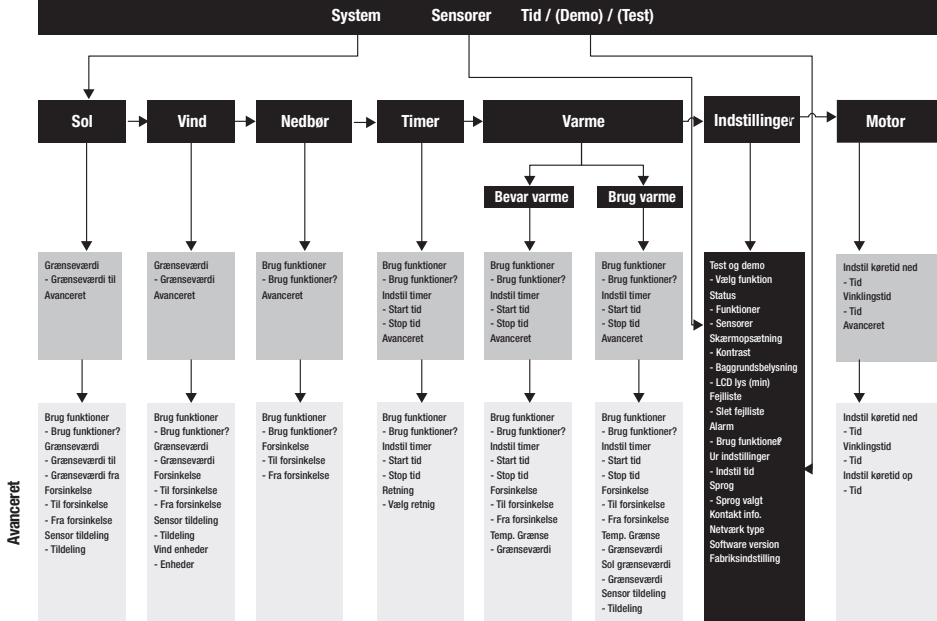 System Sensorer Tid / (Demo) / (Test)
Sol Vind Nedbør Timer Varme Indstillinger Motor
Bevar varme Brug varme
Grænseværdi
- Grænseværdi til
Avanceret
Grænseværdi
- Grænseværdi
Avanceret
Brug funktioner
- Brug funktioner?
Avanceret
Brug funktioner
- Brug funktioner?
Indstil timer
- Start tid
- Stop tid
Avanceret
Brug funktioner
- Brug funktioner?
Indstil timer
- Start tid
- Stop tid
Avanceret
Brug funktioner
- Brug funktioner?
Indstil timer
- Start tid
- Stop tid
Avanceret
Test og demo
- Vælg funktion
Status
- Funktioner
- Sensorer
Skærmopsætning
- Kontrast
- Baggrundsbelysning
- LCD lys (min)
Fejlliste
- Slet fejlliste
Alarm
- Brug funktioner?
Ur indstillinger
- Indstil tid
Sprog
- Sprog valgt
Kontakt info.
Netværk type
Software version
Fabriksindstilling
Indstil køretid ned
- Tid
Vinklingstid
- Tid
Avanceret
Avanceret
Brug funktioner
- Brug funktioner?
Grænseværdi
- Grænseværdi til
- Grænseværdi fra
Forsinkelse
- Til forsinkelse
- Fra forsinkelse
Sensor tildeling
- Tildeling
Brug funktioner
- Brug funktioner?
Grænseværdi
- Grænseværdi
Forsinkelse
- Til forsinkelse
- Fra forsinkelse
Sensor tildeling
- Tildeling
Vind enheder
- Enheder
Brug funktioner
- Brug funktioner?
Forsinkelse
- Til forsinkelse
- Fra forsinkelse
Brug funktioner
- Brug funktioner?
Indstil timer
- Start tid
- Stop tid
Retning
- Vælg retnig
Brug funktioner
- Brug funktioner?
Indstil timer
- Start tid
- Stop tid
Forsinkelse
- Til forsinkelse
- Fra forsinkelse
Temp. Grænse
- Grænseværdi
Brug funktioner
- Brug funktioner?
Indstil timer
- Start tid
- Stop tid
Forsinkelse
- Til forsinkelse
- Fra forsinkelse
Temp. Grænse
- Grænseværdi
Sol grænseværdi
- Grænseværdi
Sensor tildeling
- Tildeling
Indstil køretid ned
- Tid
Vinklingstid
- Tid
Indstil køretid op
- Tid